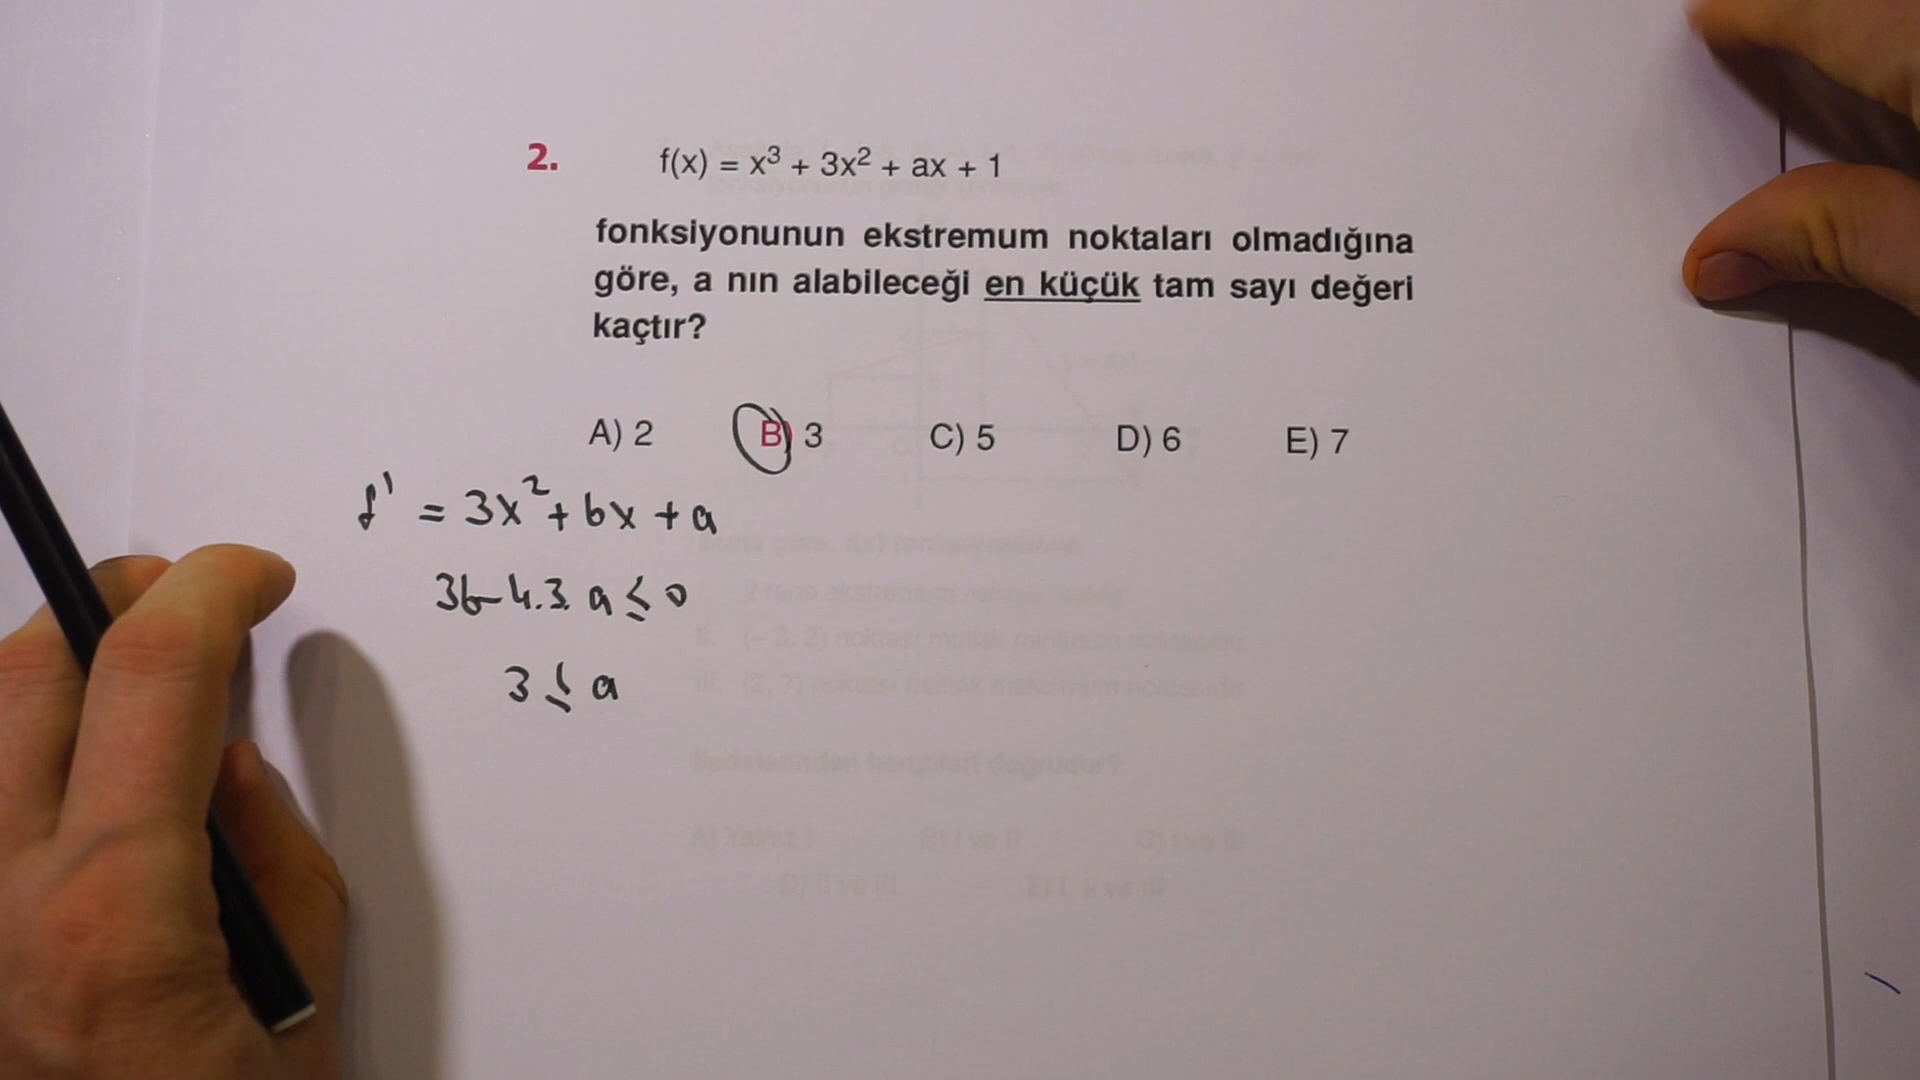 2. f(x) = x³ + 3x² + ax + 1
fonksiyonunun ekstremum noktaları olmadığına
göre, a nın alabileceği en küçük tam sayı değeri
kaçtır?
A) 2 B) 3 C) 5 D) 6 E) 7
f' = 3x² + 6x + a
36 - 4.3.a ≤ 0
3 ≤ a